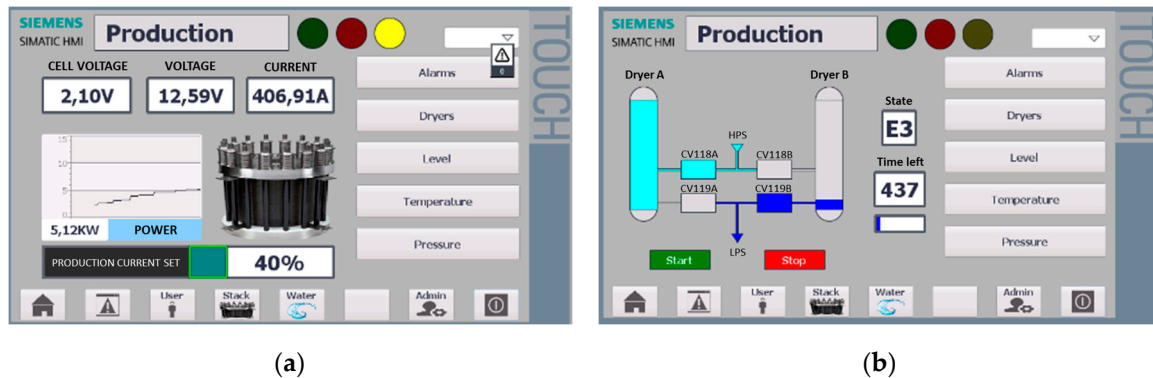 SIEMENS
SIMATIC HMI
Production
TOUCH
CELL VOLTAGE
VOLTAGE
CURRENT
2,10V
12,59V
406,91A
0
Alarms
Dryers
Level
Temperature
Pressure
15
10
5
0
5,12KW
POWER
PRODUCTION CURRENT SET
40%
User
Stack
Water
Admin
(a)
SIEMENS
SIMATIC HMI
Production
TOUCH
Dryer A
Dryer B
HPS
CV118A
CV118B
CV119A
CV119B
LPS
State
E3
Time left
437
Start
Stop
Alarms
Dryers
Level
Temperature
Pressure
User
Stack
Water
Admin
(b)